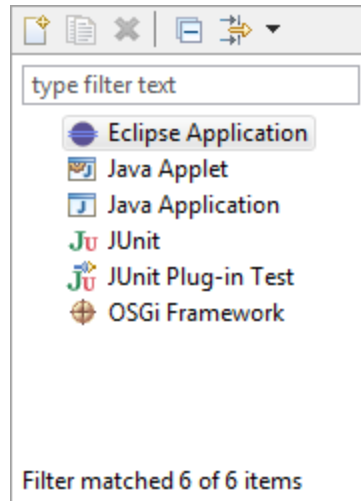 type filter text
Eclipse Application
Java Applet
Java Application
JUnit
JUnit Plug-in Test
OSGi Framework
Filter matched 6 of 6 items